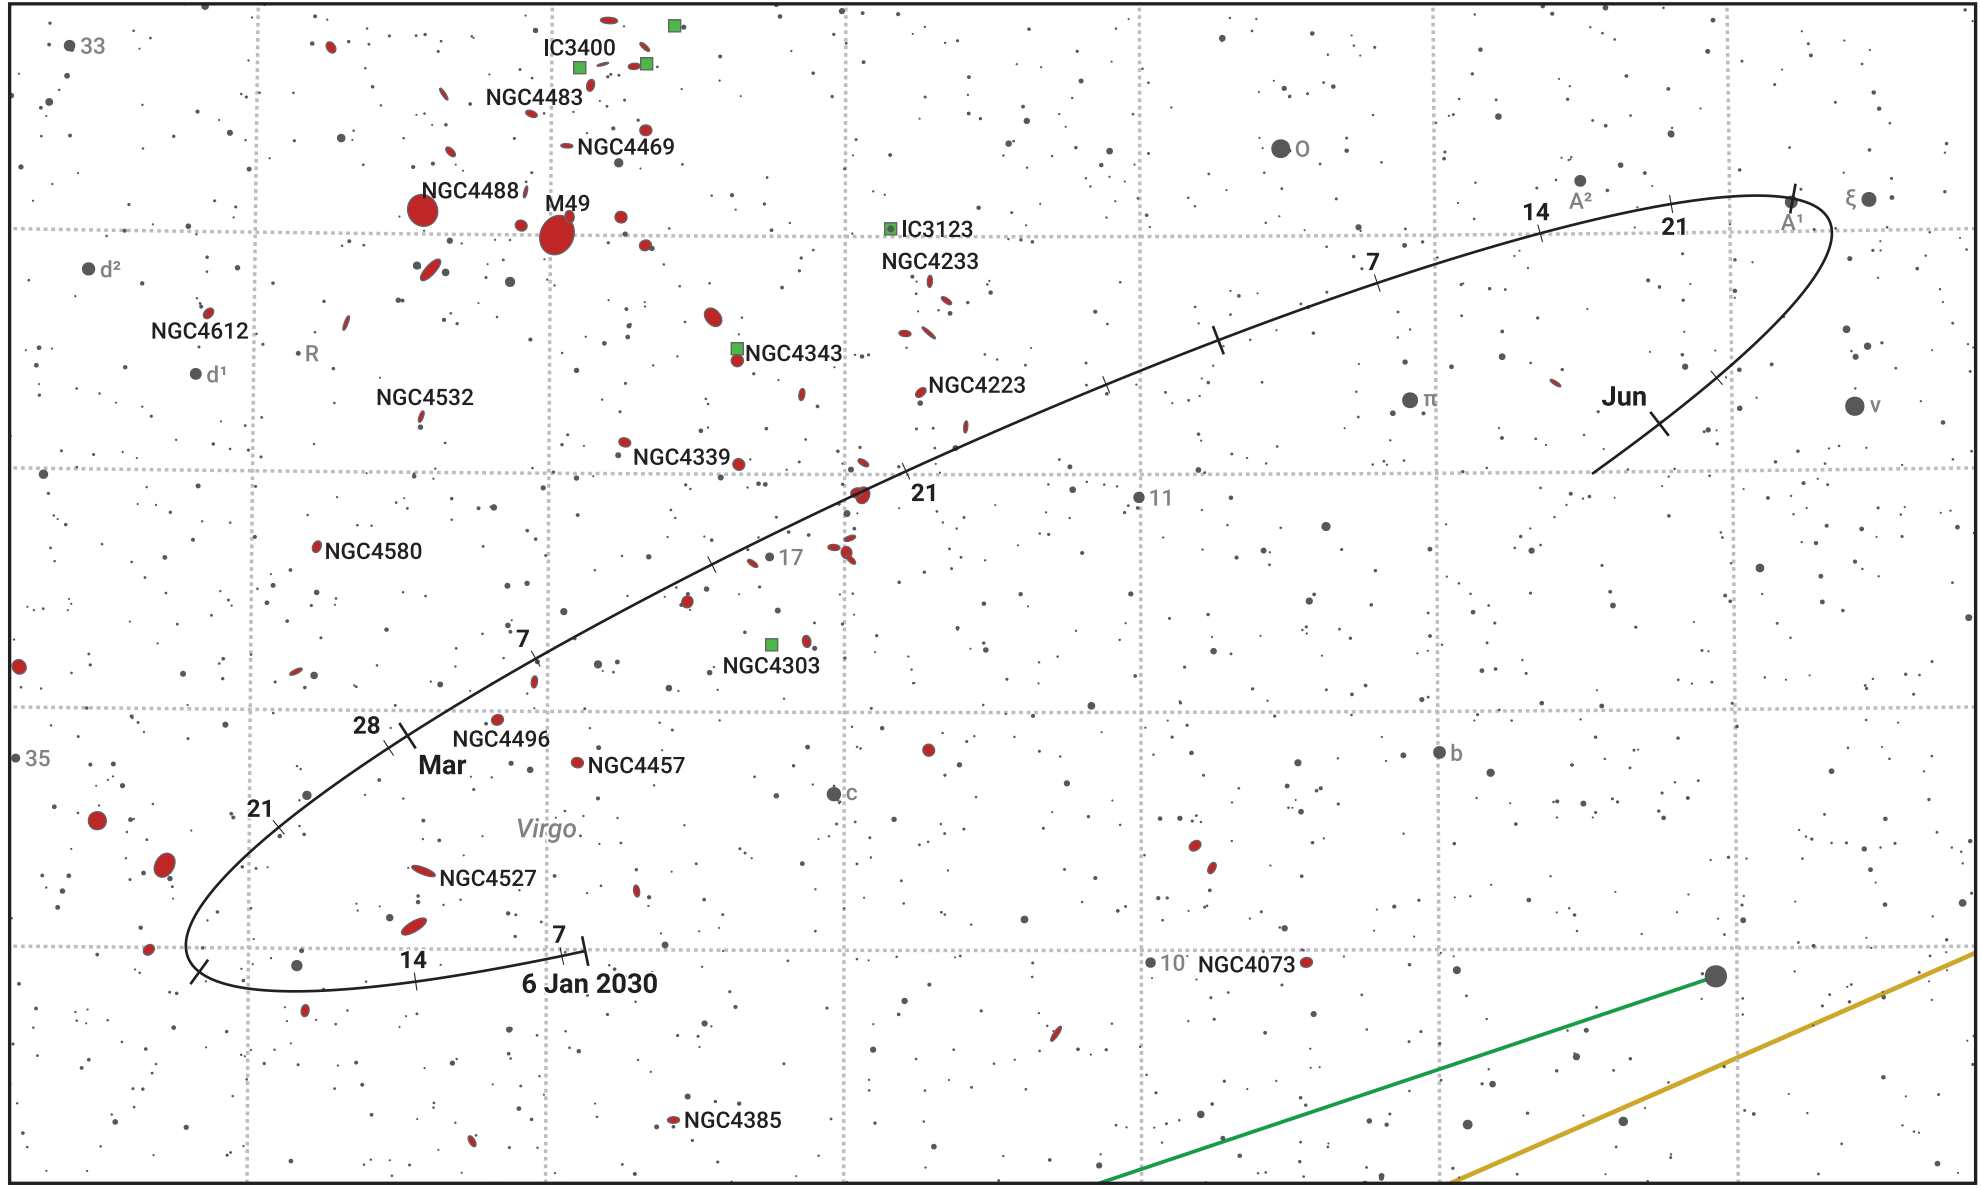 33
IC3400
NGC4483
NGC4469
O
NGC4488
M49
A²
ξ
14
A¹
21
IC3123
NGC4233
7
d²
NGC4612
R
d¹
NGC4343
NGC4532
NGC4223
Jun
π
ν
NGC4339
21
11
NGC4580
17
7
NGC4303
28
NGC4496
Mar
NGC4457
b
35
c
21
Virgo
NGC4527
7
14
6 Jan 2030
10
NGC4073
NGC4385